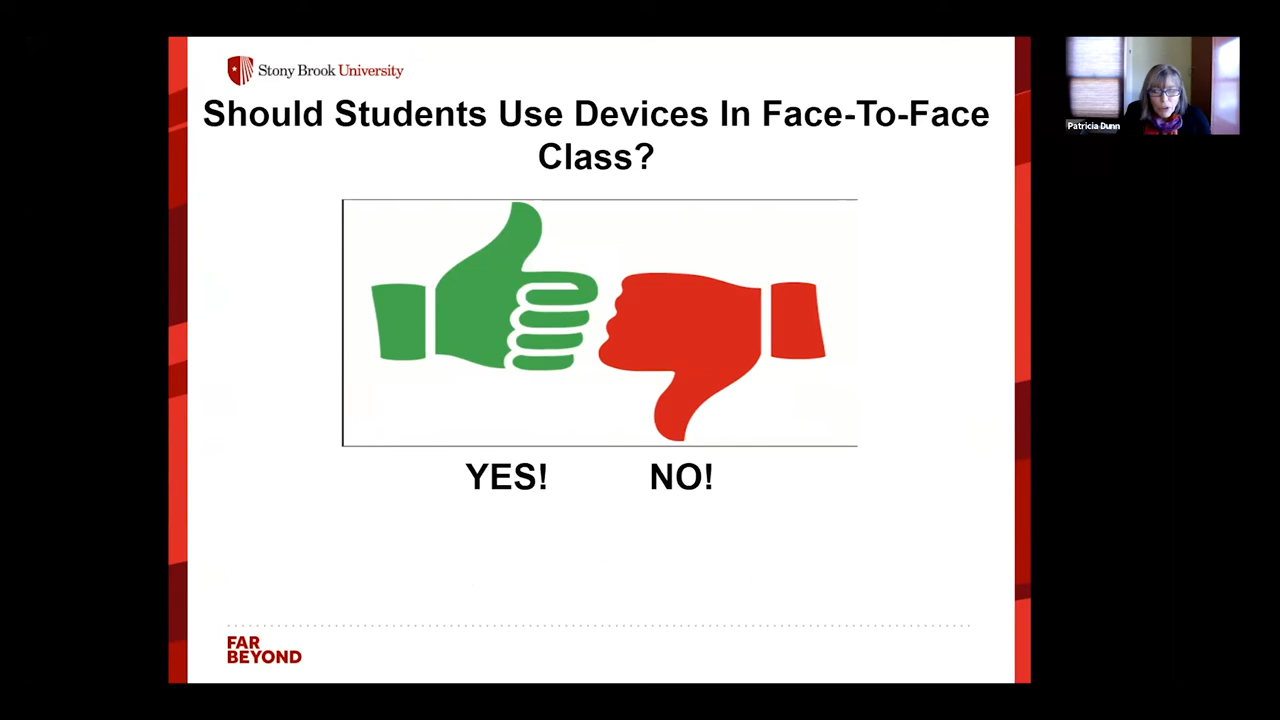 Stony Brook University
Should Students Use Devices In Face-To-Face
Class?
YES! NO!
FAR
BEYOND
Patricia Dunn